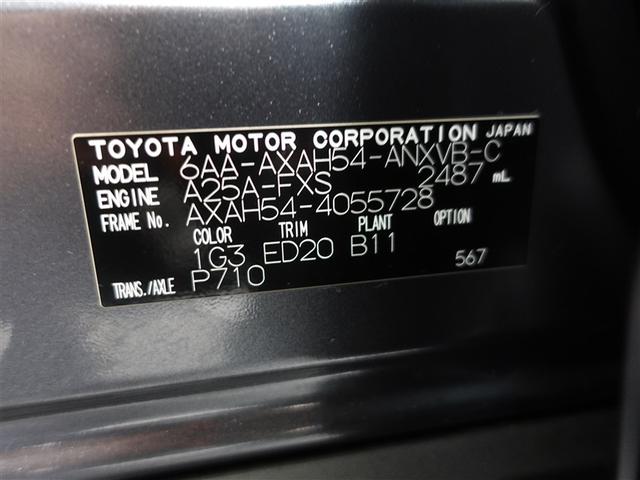 TOYOTA MOTOR CORPORATION JAPAN
MODEL 6AA-AXAH54-ANXVB-C
ENGINE A25A-FXS 2487 mL
FRAME No. AXAH54-4055728
COLOR TRIM PLANT OPTION
1G3 ED20 B11
TRANS./AXLE P710 567